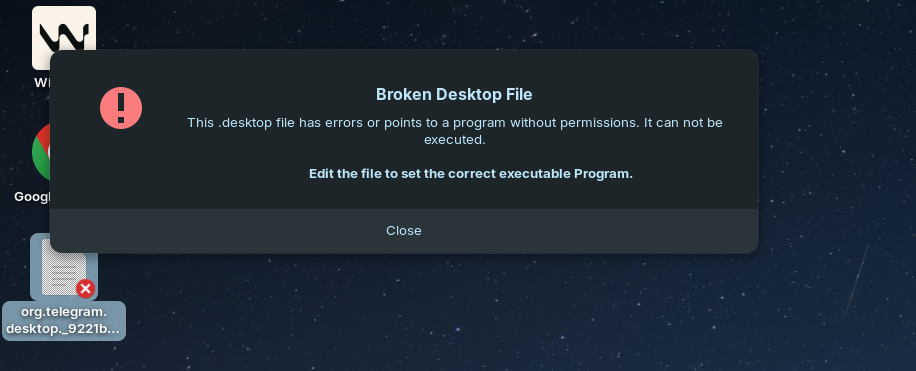 Wi
Broken Desktop File
This .desktop file has errors or points to a program without permissions. It can not be
executed.
Edit the file to set the correct executable Program.
Googl
Close
org.telegram.
desktop._9221b...